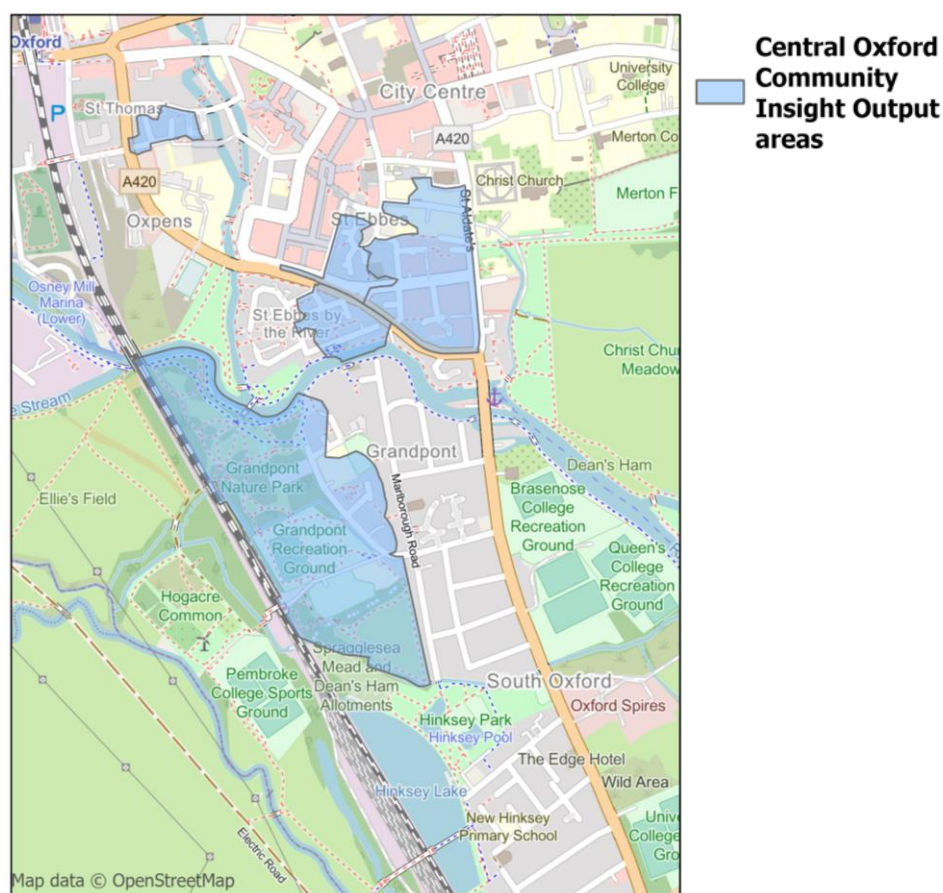 Oxford
St Thomas
City Centre
University
College
A420
Merton Co
A420
Christ Church
Merton F
Oxpens
St Ebbes
St Aldate's
Osney Mill
Marina
(Lower)
St Ebbes by
the River
Christ Chur
Meadow
e Stream
Grandpont
Dean's Ham
Grandpont
Nature Park
Marlborough Road
Ellie's Field
Brasenose
College
Recreation
Ground
Grandpont
Recreation
Ground
Queen's
College
Recreation
Ground
Hogacre
Common
Spragglesea
Mead and
Dean's Ham
Allotments
Pembroke
College Sports
Ground
South Oxford
Oxford Spires
Hinksey Park
Hinksey Pool
The Edge Hotel
Wild Area
Hinksey Lake
New Hinksey
Primary School
Univ
College
Gro
Electric Road
Map data © OpenStreetMap
P
Central Oxford
Community
Insight Output
areas